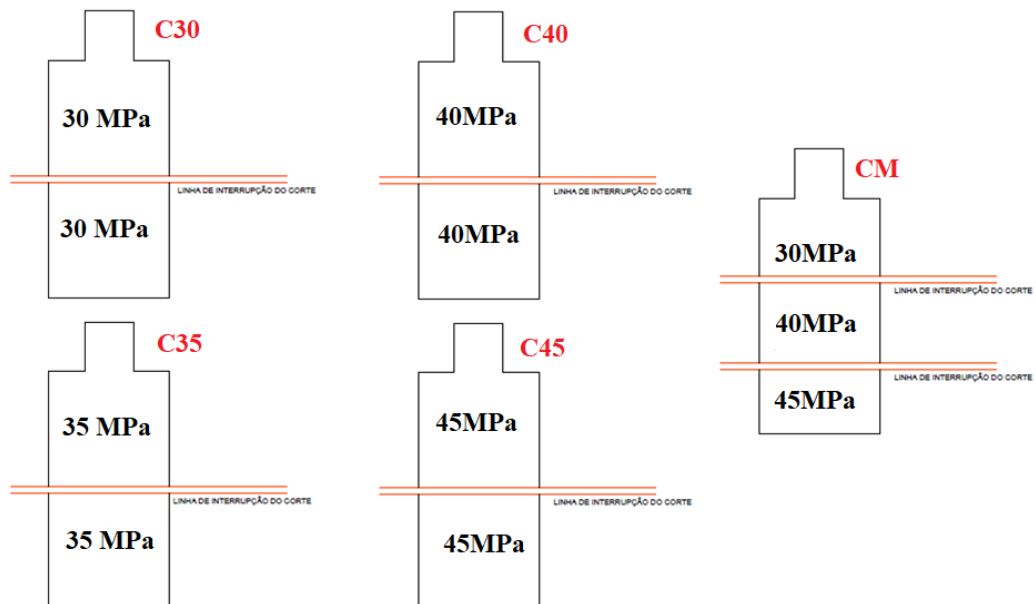 C30
30 MPa
LINHA DE INTERRUPÇÃO DO CORTE
30 MPa
C40
40MPa
LINHA DE INTERRUPÇÃO DO CORTE
40MPa
C35
35 MPa
LINHA DE INTERRUPÇÃO DO CORTE
35 MPa
C45
45MPa
LINHA DE INTERRUPÇÃO DO CORTE
45MPa
CM
30MPa
LINHA DE INTERRUPÇÃO DO CORTE
40MPa
LINHA DE INTERRUPÇÃO DO CORTE
45MPa